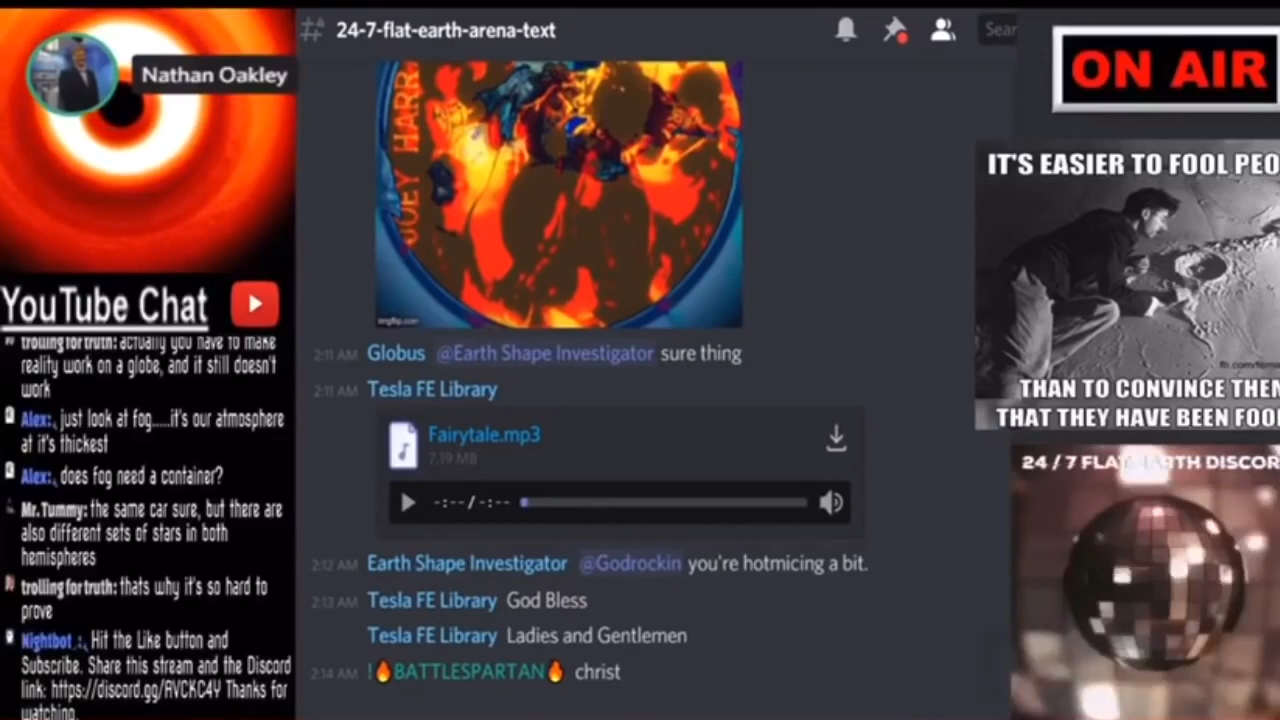 24-7-flat-earth-arena-text
Sear
ON AIR
Nathan Oakley
JOEY HARR
imgflip.com
IT'S EASIER TO FOOL PEO
THAN TO CONVINCE THEM
THAT THEY HAVE BEEN FOO
YouTube Chat
trolling for truth: actually you have to make
reality work on a globe, and it still doesn't
work
Alex: just look at fog.....it's our atmosphere
at it's thickest
Alex: does fog need a container?
Mr.Tummy: the same car sure, but there are
also different sets of stars in both
hemispheres
trolling for truth: thats why it's so hard to
prove
Nightbot : Hit the Like button and
Subscribe. Share this stream and the Discord
link: https://discord.gg/AVCKC4Y Thanks for
watching.
2:11 AM Globus @Earth Shape Investigator sure thing
2:11 AM Tesla FE Library
Fairytale.mp3
7.19 MB
-:--/-:--
2:12 AM Earth Shape Investigator @Godrockin you're hotmicing a bit.
2:13 AM Tesla FE Library God Bless
Tesla FE Library Ladies and Gentlemen
2:14 AM !🔥BATTLESPARTAN🔥 christ
24 / 7 FLAT EARTH DISCOR